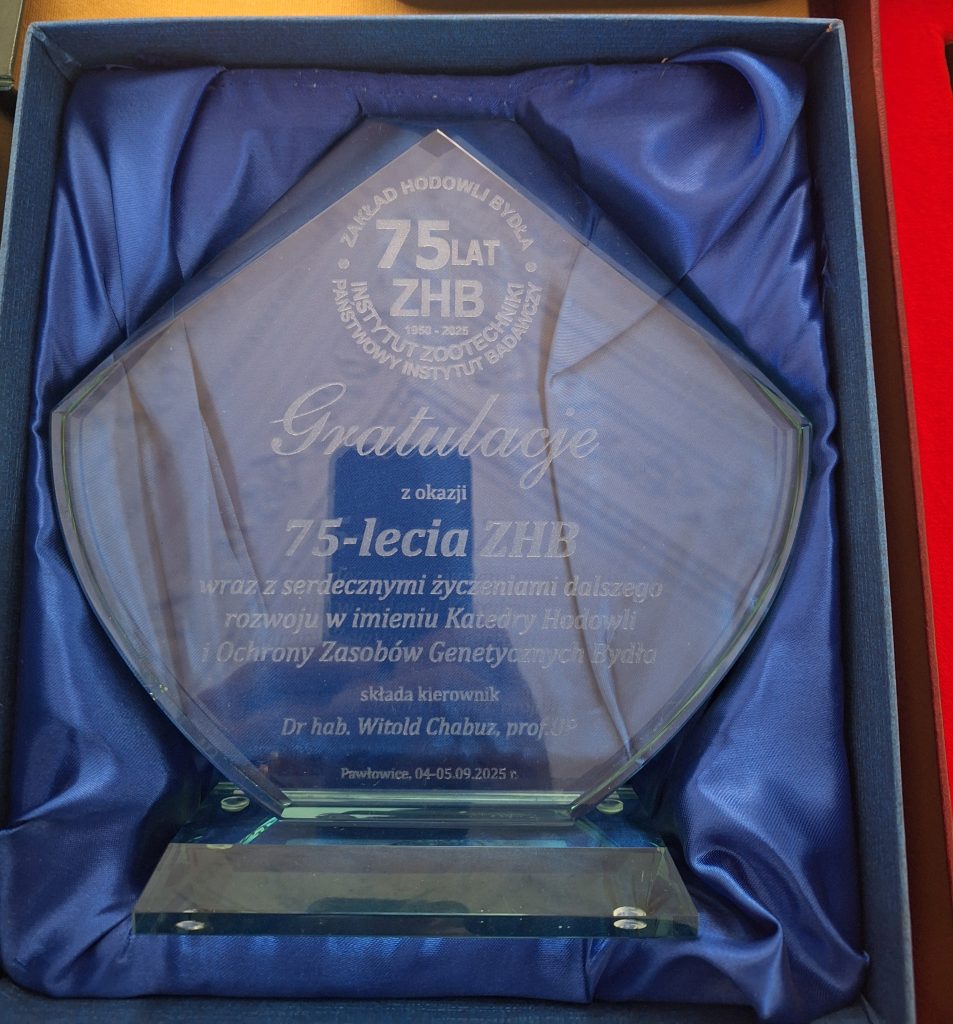 ZAKŁAD HODOWLI BYDŁA
75 LAT
ZHB
1950 - 2025
INSTYTUT ZOOTECHNIKI
PAŃSTWOWY INSTYTUT BADAWCZY
Gratulacje
z okazji
75-lecia ZHB
wraz z serdecznymi życzeniami dalszego
rozwoju w imieniu Katedry Hodowli
i Ochrony Zasobów Genetycznych Bydła
składa kierownik
Dr hab. Witold Chabuz, prof.UP
Pawłowice, 04-05.09.2025 r.